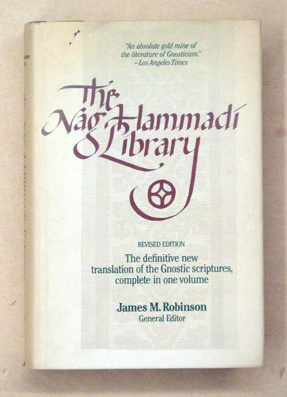 "An absolute gold mine of
the literature of Gnosticism."
–Los Angeles Times
The
Nag Hammadi
Library
REVISED EDITION
The definitive new
translation of the Gnostic scriptures,
complete in one volume
James M. Robinson
General Editor